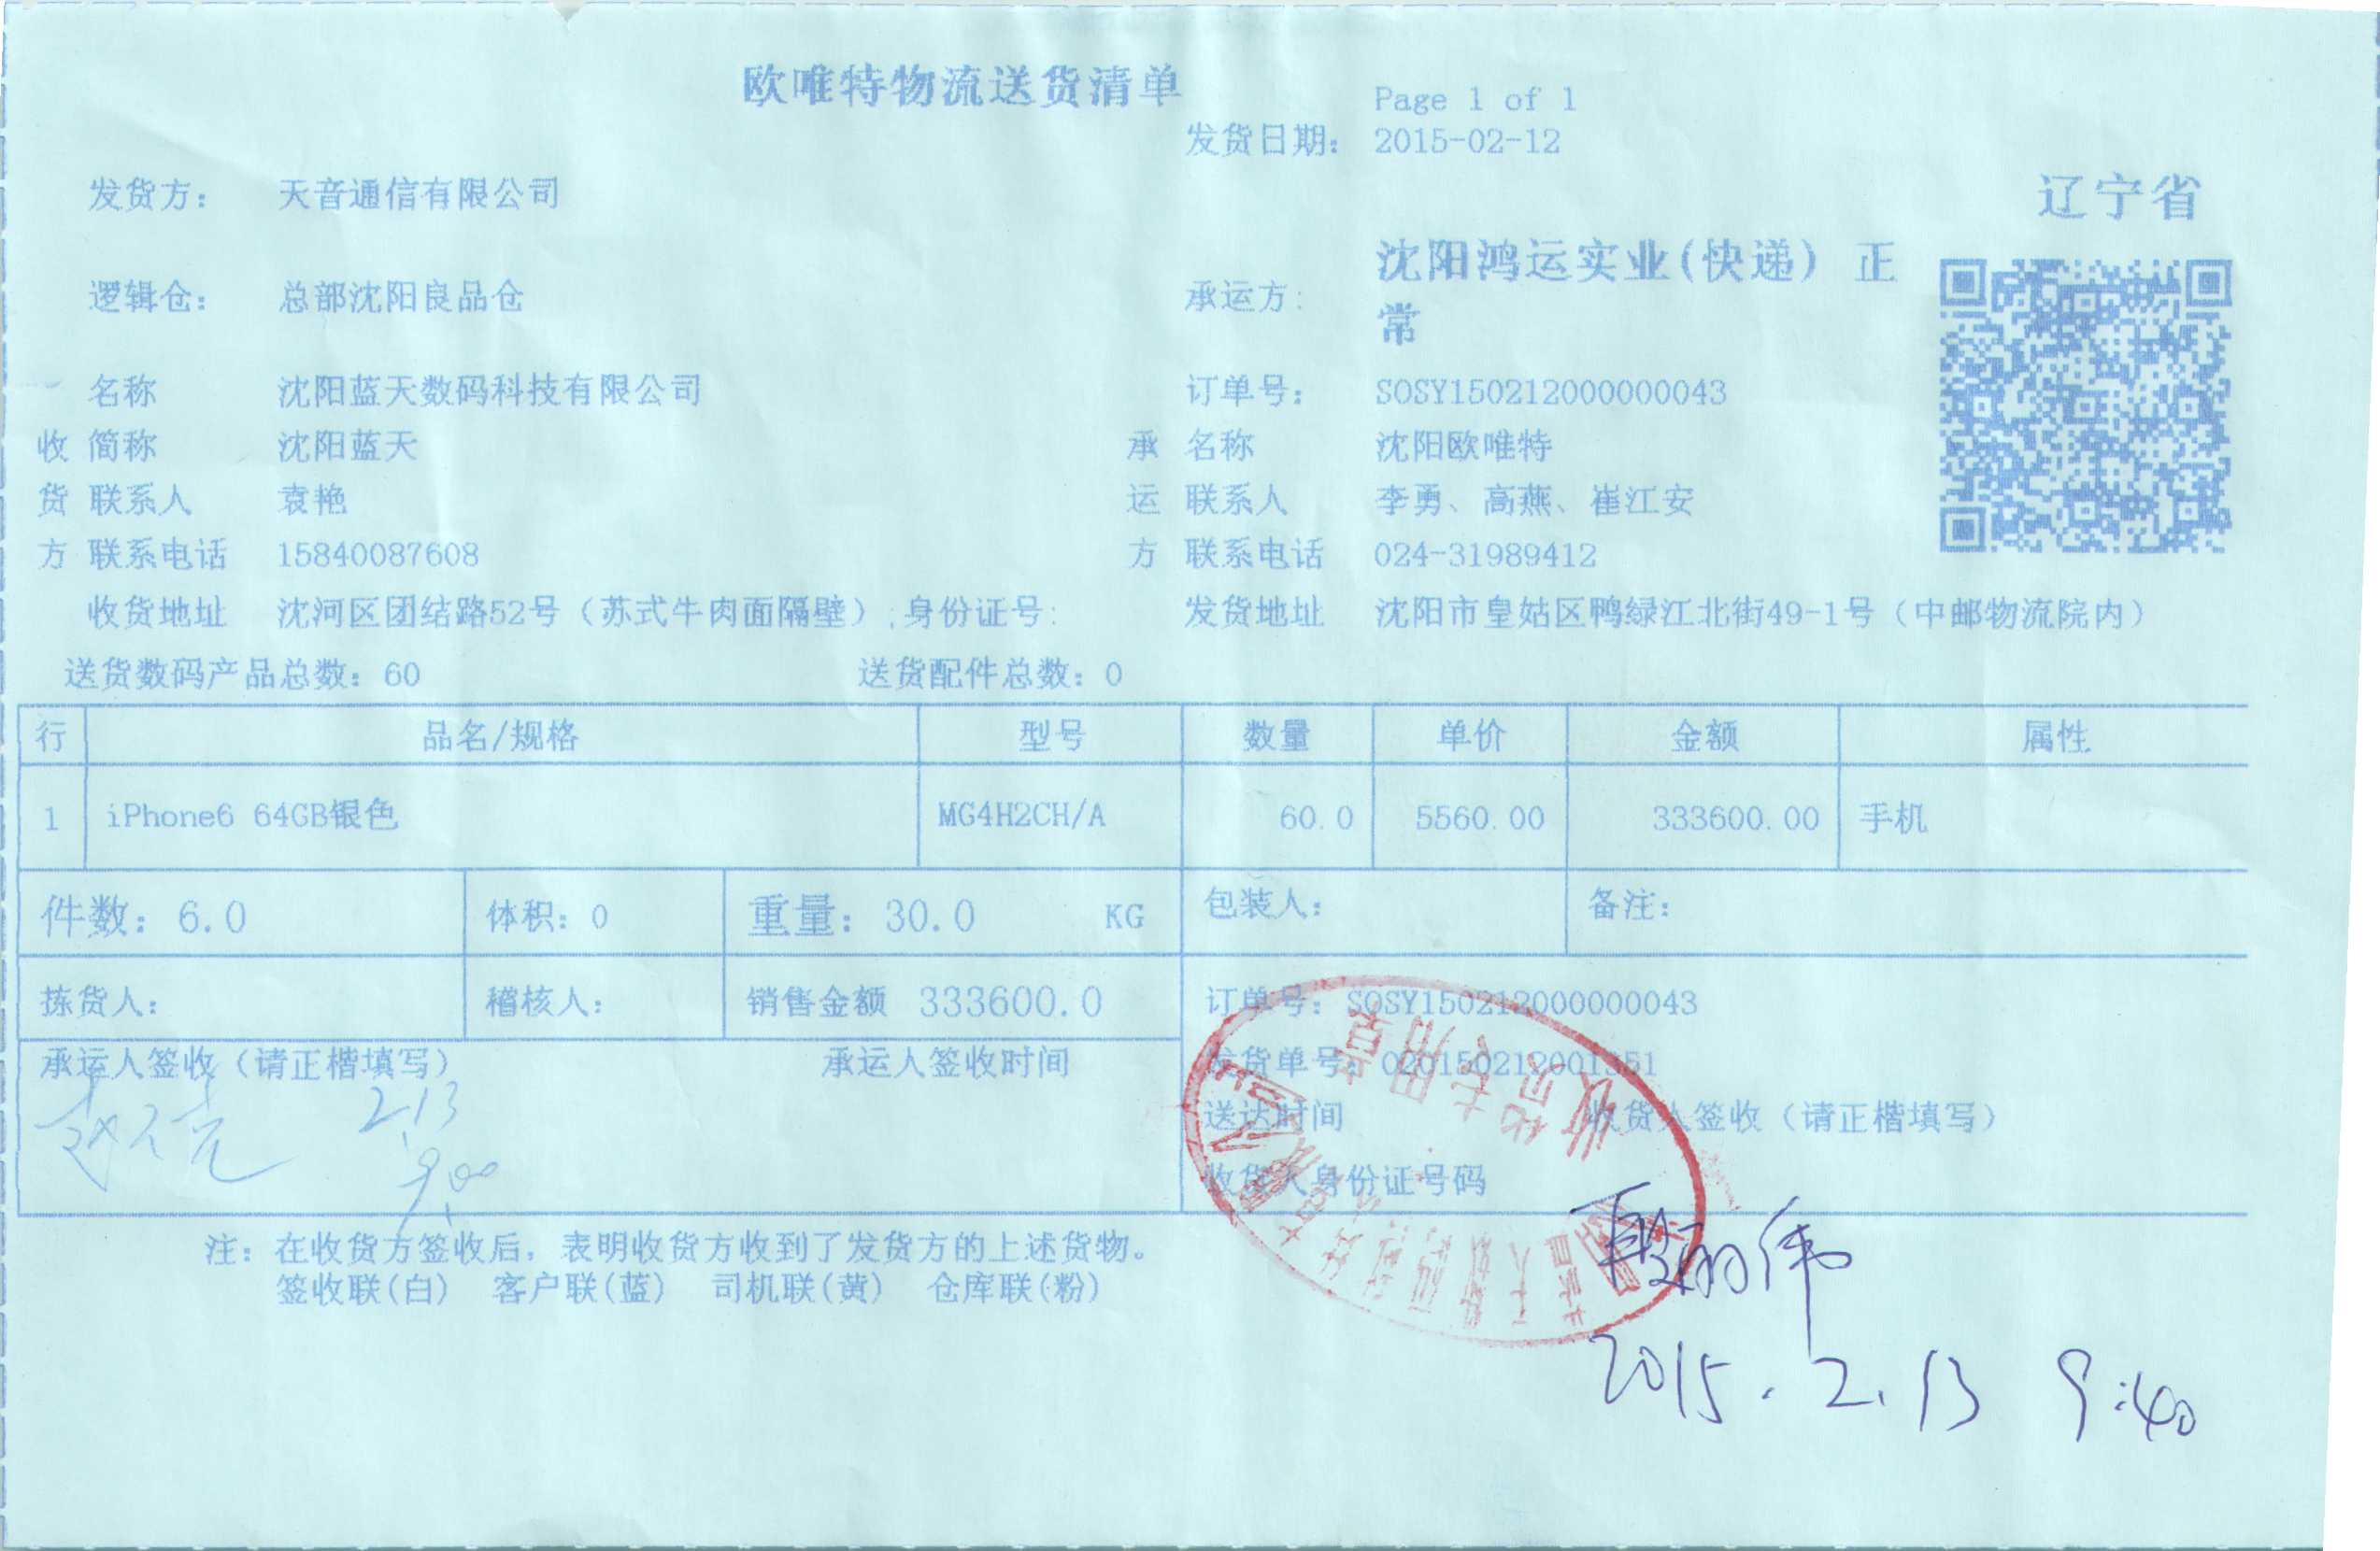 欧唯特物流送货清单
Page 1 of 1
发货日期： 2015-02-12
发货方： 天音通信有限公司
辽宁省
逻辑仓： 总部沈阳良品仓
承运方： 沈阳鸿运实业(快递) 正
常
名称 沈阳蓝天数码科技有限公司 订单号： SOSY150212000000043
收 简称 沈阳蓝天 承 名称 沈阳欧唯特
货 联系人 袁艳 运 联系人 李勇、高燕、崔江安
方 联系电话 15840087608 方 联系电话 024-31989412
收货地址 沈河区团结路52号（苏式牛肉面隔壁）;身份证号: 发货地址 沈阳市皇姑区鸭绿江北街49-1号（中邮物流院内）
送货数码产品总数：60 送货配件总数：0
行 品名/规格 型号 数量 单价 金额 属性
1 iPhone6 64GB银色 MG4H2CH/A 60.0 5560.00 333600.00 手机
件数：6.0 体积：0 重量：30.0 KG 包装人： 备注：
拣货人： 稽核人： 销售金额 333600.0 订单号：SOSY150212000000043
承运人签收（请正楷填写） 承运人签收时间 发货单号：020150212001351
2.13
9:00
送达时间 收货人签收（请正楷填写）
收货人身份证号码
收货专用章
注：在收货方签收后，表明收货方收到了发货方的上述货物。
签收联(白) 客户联(蓝) 司机联(黄) 仓库联(粉)
2015.2.13 9:40